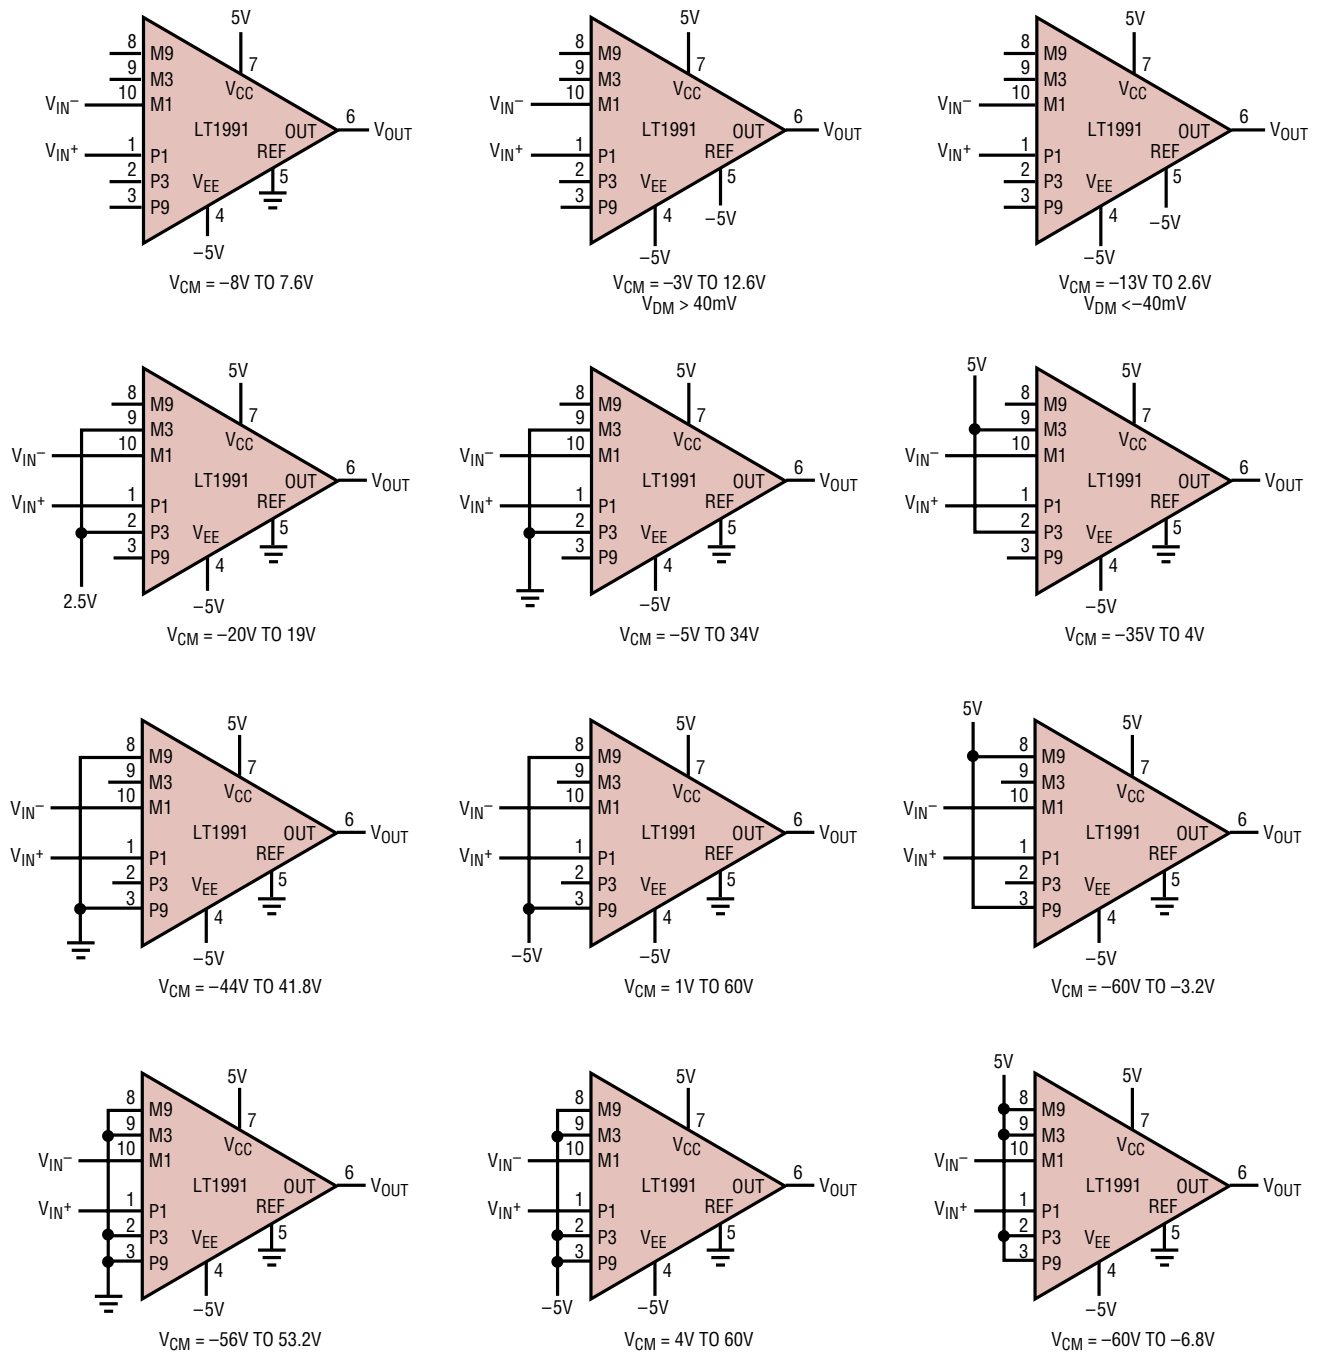 5V
8 M9
9 M3
7
VIN– 10 M1
VCC
LT1991
OUT 6 VOUT
VIN+ 1 P1
REF
2 P3
VEE
5
3 P9
4
–5V
VCM = –8V TO 7.6V
5V
8 M9
9 M3
7
VIN– 10 M1
VCC
LT1991
OUT 6 VOUT
VIN+ 1 P1
REF
2 P3
VEE
5
3 P9
4
–5V
–5V
VCM = –3V TO 12.6V
VDM > 40mV
5V
8 M9
9 M3
7
VIN– 10 M1
VCC
LT1991
OUT 6 VOUT
VIN+ 1 P1
REF
2 P3
VEE
5
3 P9
4
–5V
–5V
VCM = –13V TO 2.6V
VDM <–40mV
5V
8 M9
9 M3
7
VIN– 10 M1
VCC
LT1991
OUT 6 VOUT
VIN+ 1 P1
REF
2 P3
VEE
5
3 P9
4
2.5V
–5V
VCM = –20V TO 19V
5V
8 M9
9 M3
7
VIN– 10 M1
VCC
LT1991
OUT 6 VOUT
VIN+ 1 P1
REF
2 P3
VEE
5
3 P9
4
–5V
VCM = –5V TO 34V
5V
5V
8 M9
9 M3
7
VIN– 10 M1
VCC
LT1991
OUT 6 VOUT
VIN+ 1 P1
REF
2 P3
VEE
5
3 P9
4
–5V
VCM = –35V TO 4V
5V
8 M9
9 M3
7
VIN– 10 M1
VCC
LT1991
OUT 6 VOUT
VIN+ 1 P1
REF
2 P3
VEE
5
3 P9
4
–5V
VCM = –44V TO 41.8V
5V
8 M9
9 M3
7
VIN– 10 M1
VCC
LT1991
OUT 6 VOUT
VIN+ 1 P1
REF
2 P3
VEE
5
3 P9
4
–5V
–5V
VCM = 1V TO 60V
5V
5V
8 M9
9 M3
7
VIN– 10 M1
VCC
LT1991
OUT 6 VOUT
VIN+ 1 P1
REF
2 P3
VEE
5
3 P9
4
–5V
VCM = –60V TO –3.2V
5V
8 M9
9 M3
7
VIN– 10 M1
VCC
LT1991
OUT 6 VOUT
VIN+ 1 P1
REF
2 P3
VEE
5
3 P9
4
–5V
VCM = –56V TO 53.2V
5V
8 M9
9 M3
7
VIN– 10 M1
VCC
LT1991
OUT 6 VOUT
VIN+ 1 P1
REF
2 P3
VEE
5
3 P9
4
–5V
–5V
VCM = 4V TO 60V
5V
5V
8 M9
9 M3
7
VIN– 10 M1
VCC
LT1991
OUT 6 VOUT
VIN+ 1 P1
REF
2 P3
VEE
5
3 P9
4
–5V
VCM = –60V TO –6.8V